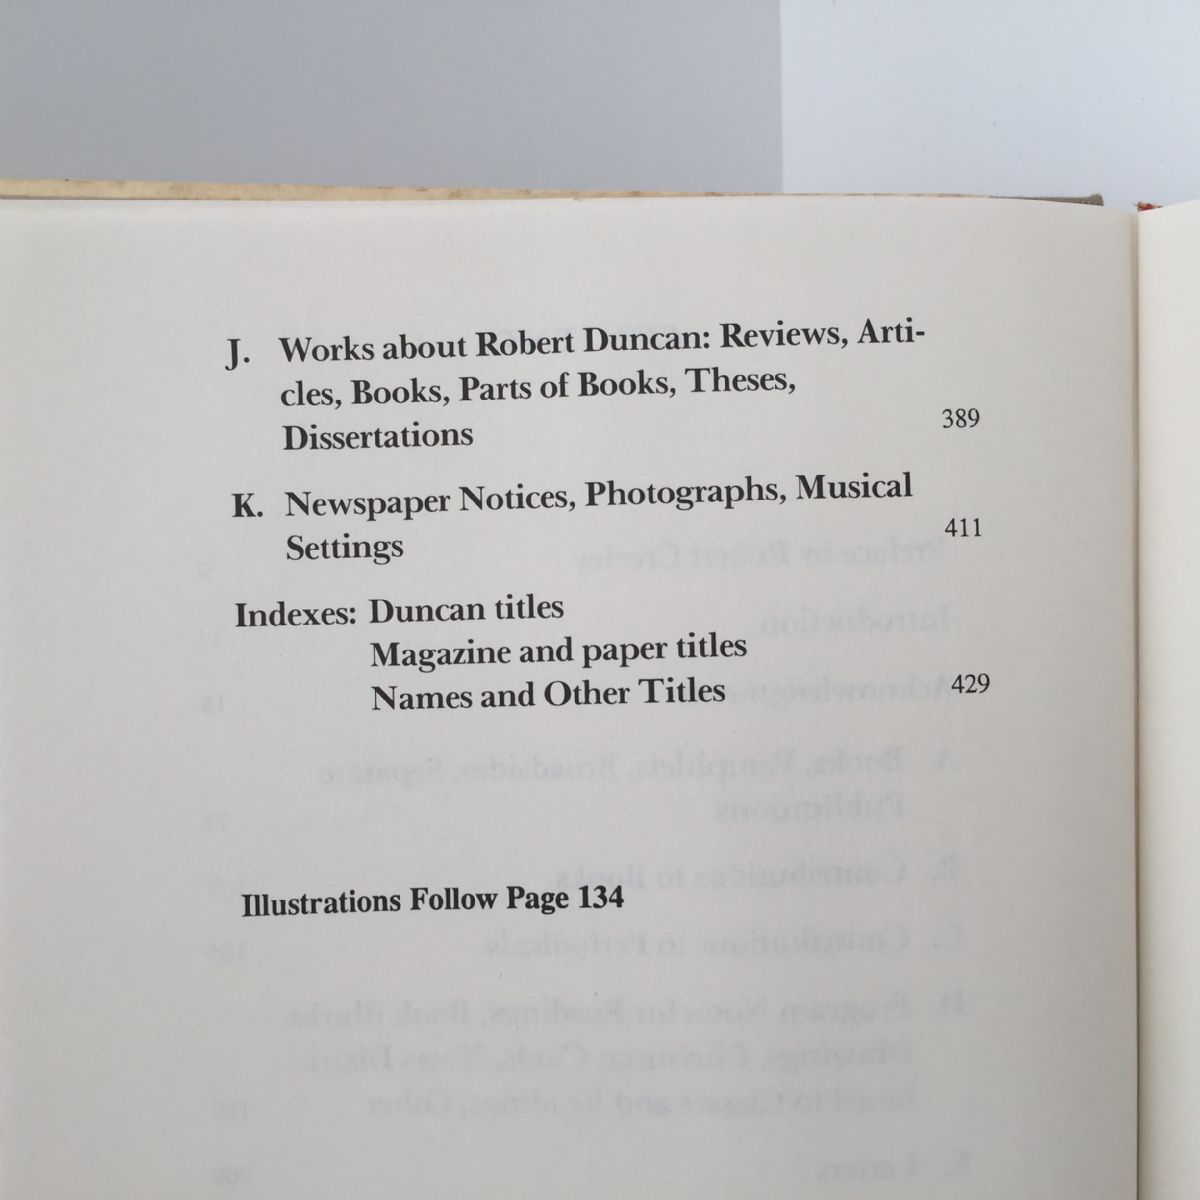 J. Works about Robert Duncan: Reviews, Arti-
cles, Books, Parts of Books, Theses,
Dissertations 389
K. Newspaper Notices, Photographs, Musical
Settings 411
Indexes: Duncan titles
Magazine and paper titles
Names and Other Titles 429
Illustrations Follow Page 134